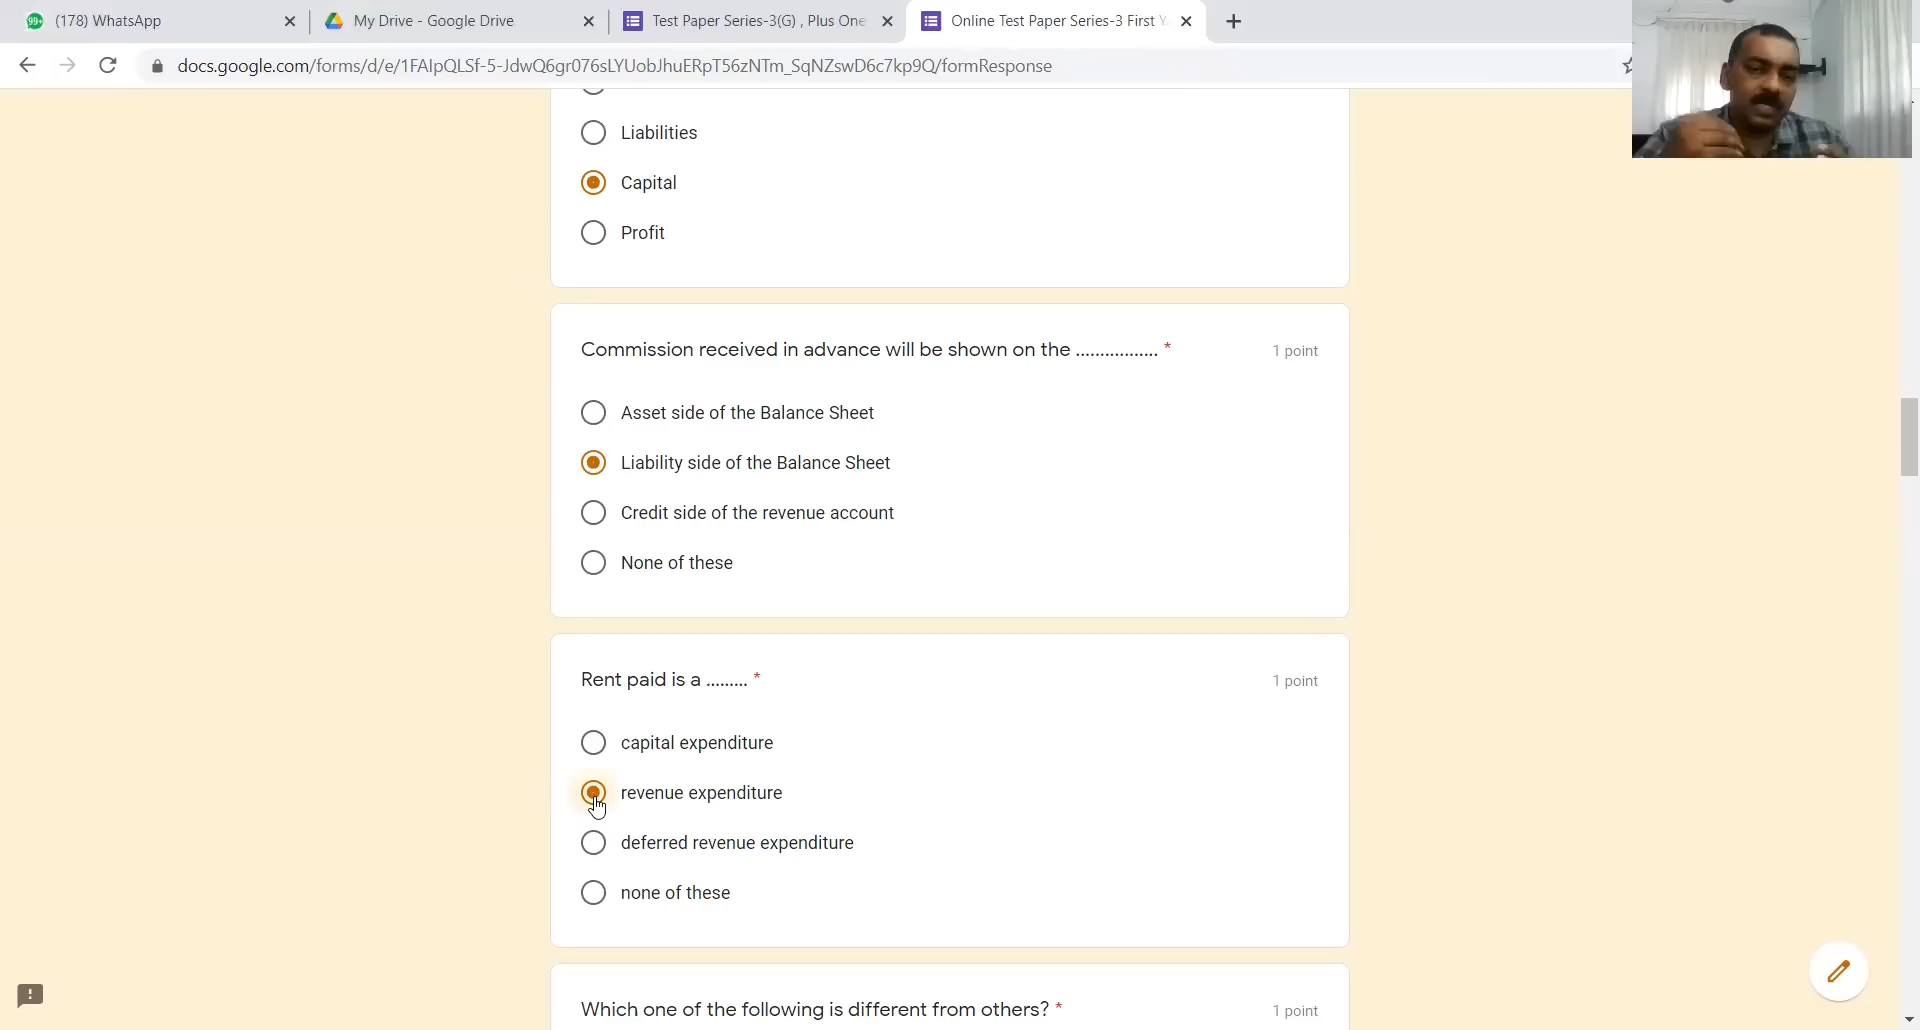 99+ (178) WhatsApp
My Drive - Google Drive
Test Paper Series-3(G) , Plus One
Online Test Paper Series-3 First Y
docs.google.com/forms/d/e/1FAIpQLSf-5-JdwQ6gr076sLYUobJhuERpT56zNTm_SqNZswD6c7kp9Q/formResponse
Liabilities
Capital
Profit
Commission received in advance will be shown on the ................. *
1 point
Asset side of the Balance Sheet
Liability side of the Balance Sheet
Credit side of the revenue account
None of these
Rent paid is a ......... *
1 point
capital expenditure
revenue expenditure
deferred revenue expenditure
none of these
Which one of the following is different from others? *
1 point